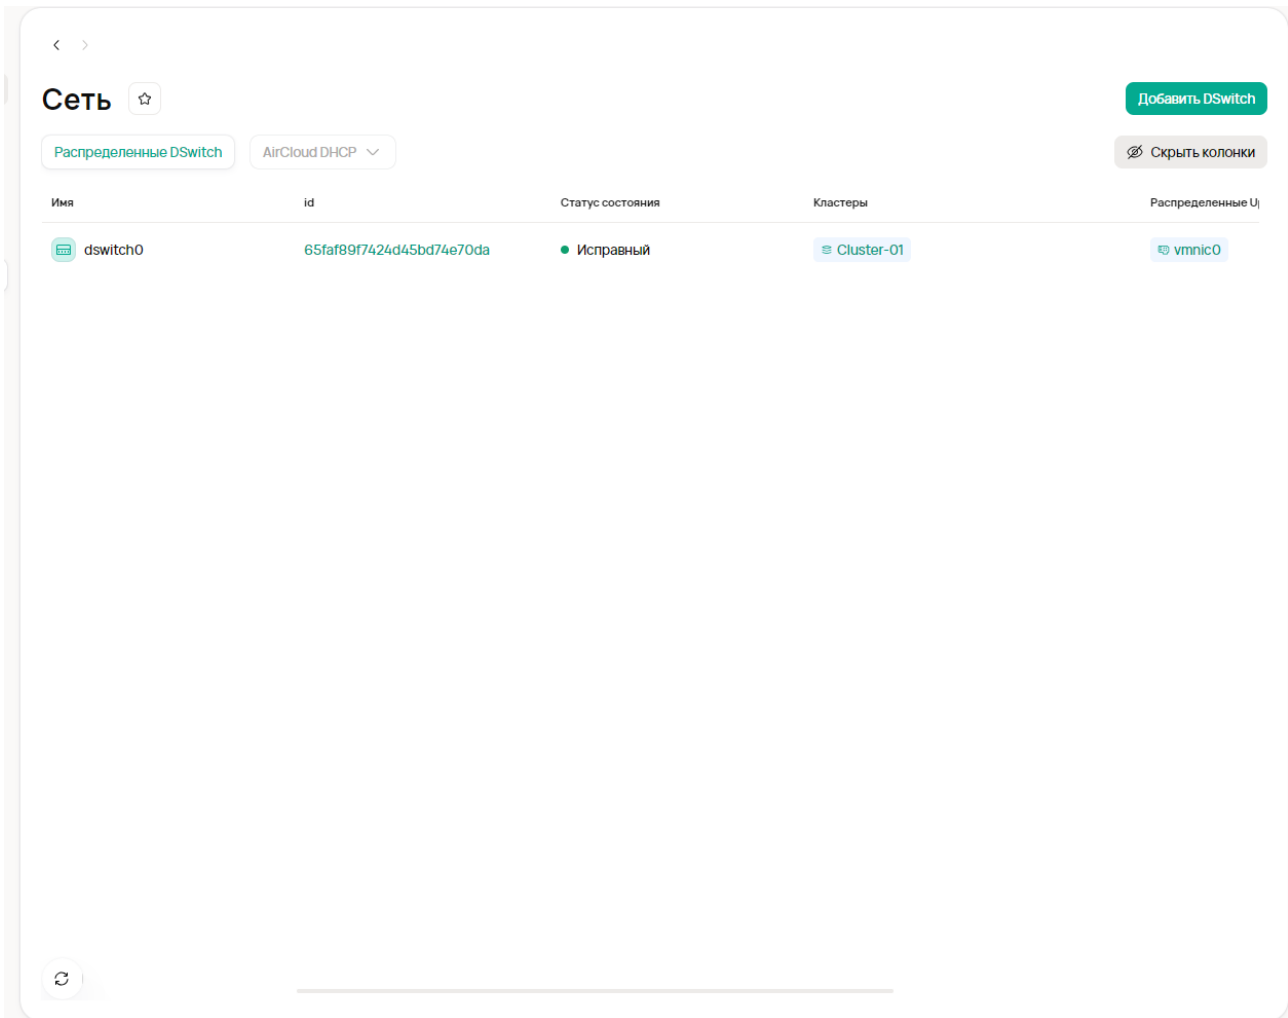 Сеть
Добавить DSwitch
Распределенные DSwitch
AirCloud DHCP
Скрыть колонки
Имя
id
Статус состояния
Кластеры
Распределенные
dswitch0
65faf89f7424d45bd74e70da
Исправный
Cluster-01
vmnic0